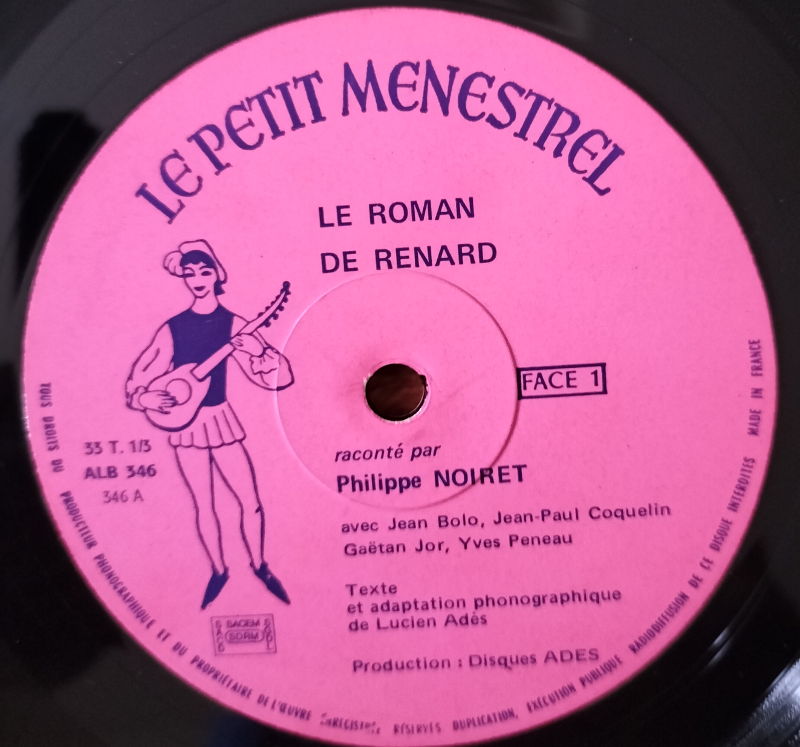 LE PETIT MENESTREL
LE ROMAN
DE RENARD
FACE 1
33 T. 1/3
ALB 346
346 A
raconté par
Philippe NOIRET
avec Jean Bolo, Jean-Paul Coquelin
Gaëtan Jor, Yves Peneau
Texte
et adaptation phonographique
de Lucien Adès
Production : Disques ADES
SACEM
SDRM
TOUS DROITS DU PRODUCTEUR PHONOGRAPHIQUE ET DU PROPRIÉTAIRE DE L'ŒUVRE ENREGISTRÉE RÉSERVÉS DUPLICATION, EXÉCUTION PUBLIQUE RADIODIFFUSION DE CE DISQUE INTERDITES MADE IN FRANCE